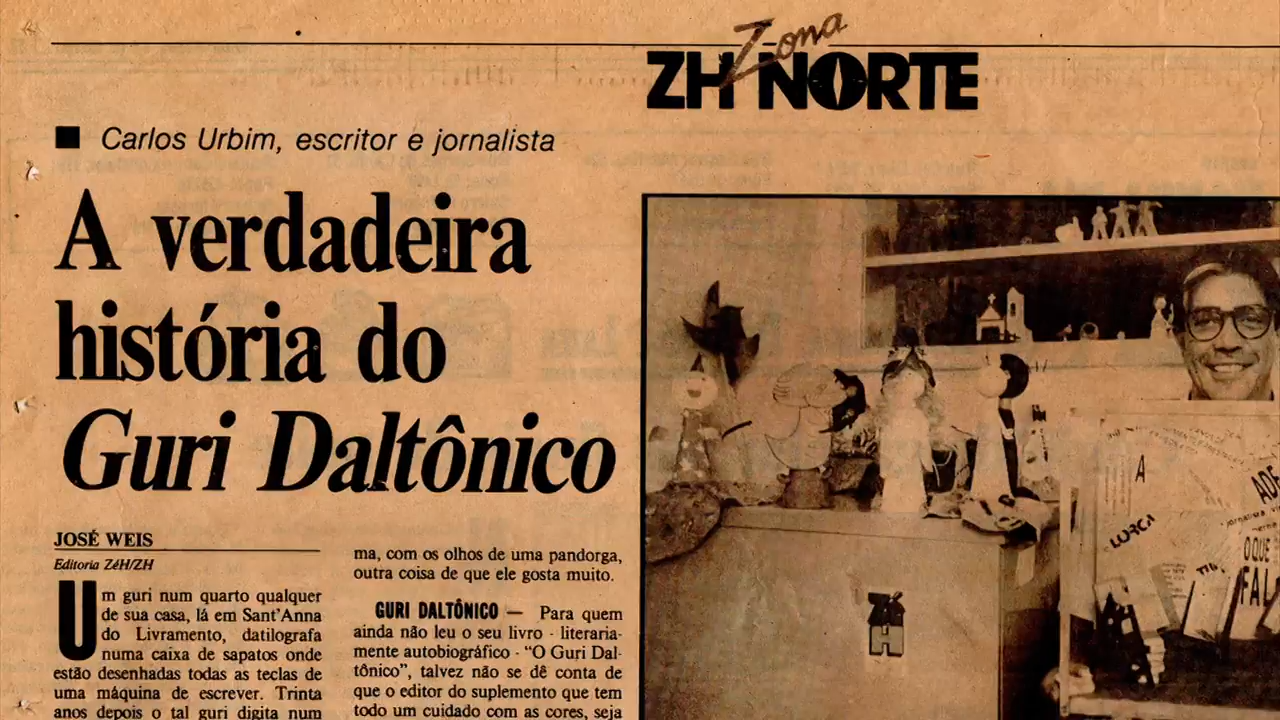 Zona
ZH NORTE
Carlos Urbim, escritor e jornalista
A verdadeira
história do
Guri Daltônico
JOSÉ WEIS
Editoria ZéH/ZH
Um guri num quarto qualquer
de sua casa, lá em Sant'Anna
do Livramento, datilografa
numa caixa de sapatos onde
estão desenhadas todas as teclas de
uma máquina de escrever. Trinta
anos depois o tal guri digita num
ma, com os olhos de uma pandorga,
outra coisa de que ele gosta muito.
GURI DALTÔNICO — Para quem
ainda não leu o seu livro - literaria-
mente autobiográfico - "O Guri Dal-
tônico", talvez não se dê conta de
que o editor do suplemento que tem
todo um cuidado com as cores, seja
ZÉ
H
A
LORCA
ADE
O QUE
FAL